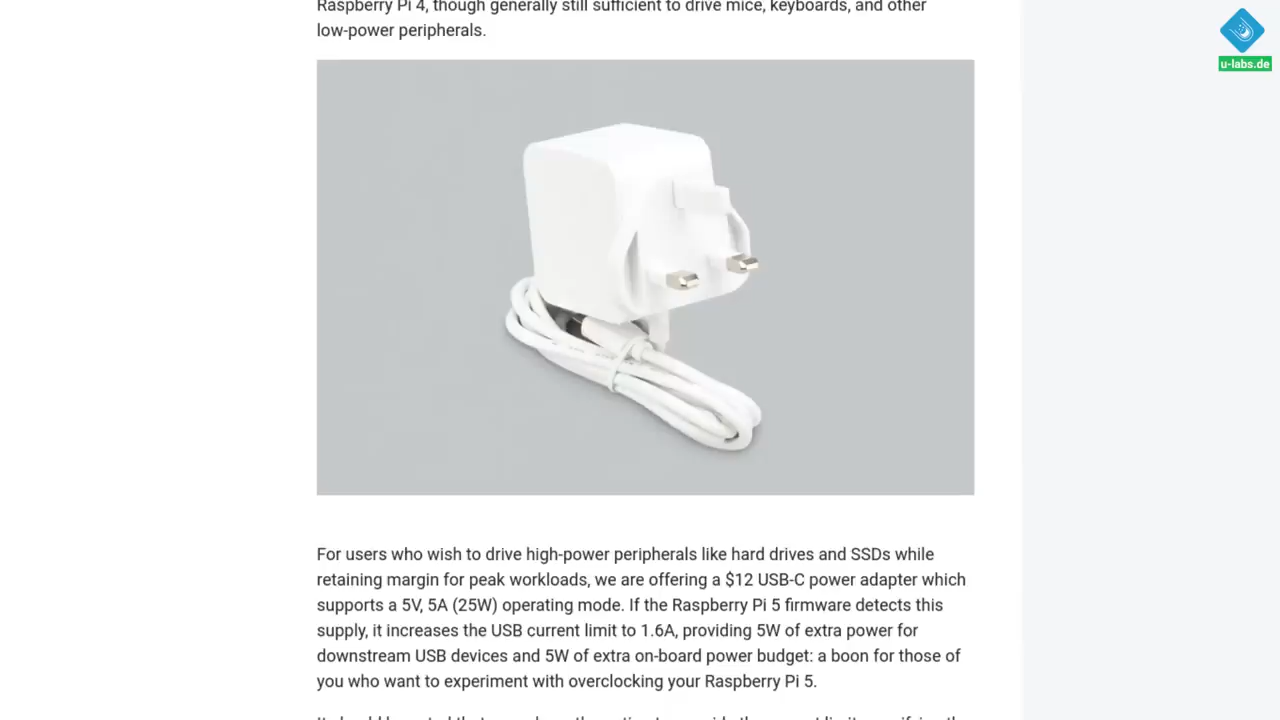 Raspberry Pi 4, though generally still sufficient to drive mice, keyboards, and other
low-power peripherals.
u-labs.de
For users who wish to drive high-power peripherals like hard drives and SSDs while
retaining margin for peak workloads, we are offering a $12 USB-C power adapter which
supports a 5V, 5A (25W) operating mode. If the Raspberry Pi 5 firmware detects this
supply, it increases the USB current limit to 1.6A, providing 5W of extra power for
downstream USB devices and 5W of extra on-board power budget: a boon for those of
you who want to experiment with overclocking your Raspberry Pi 5.